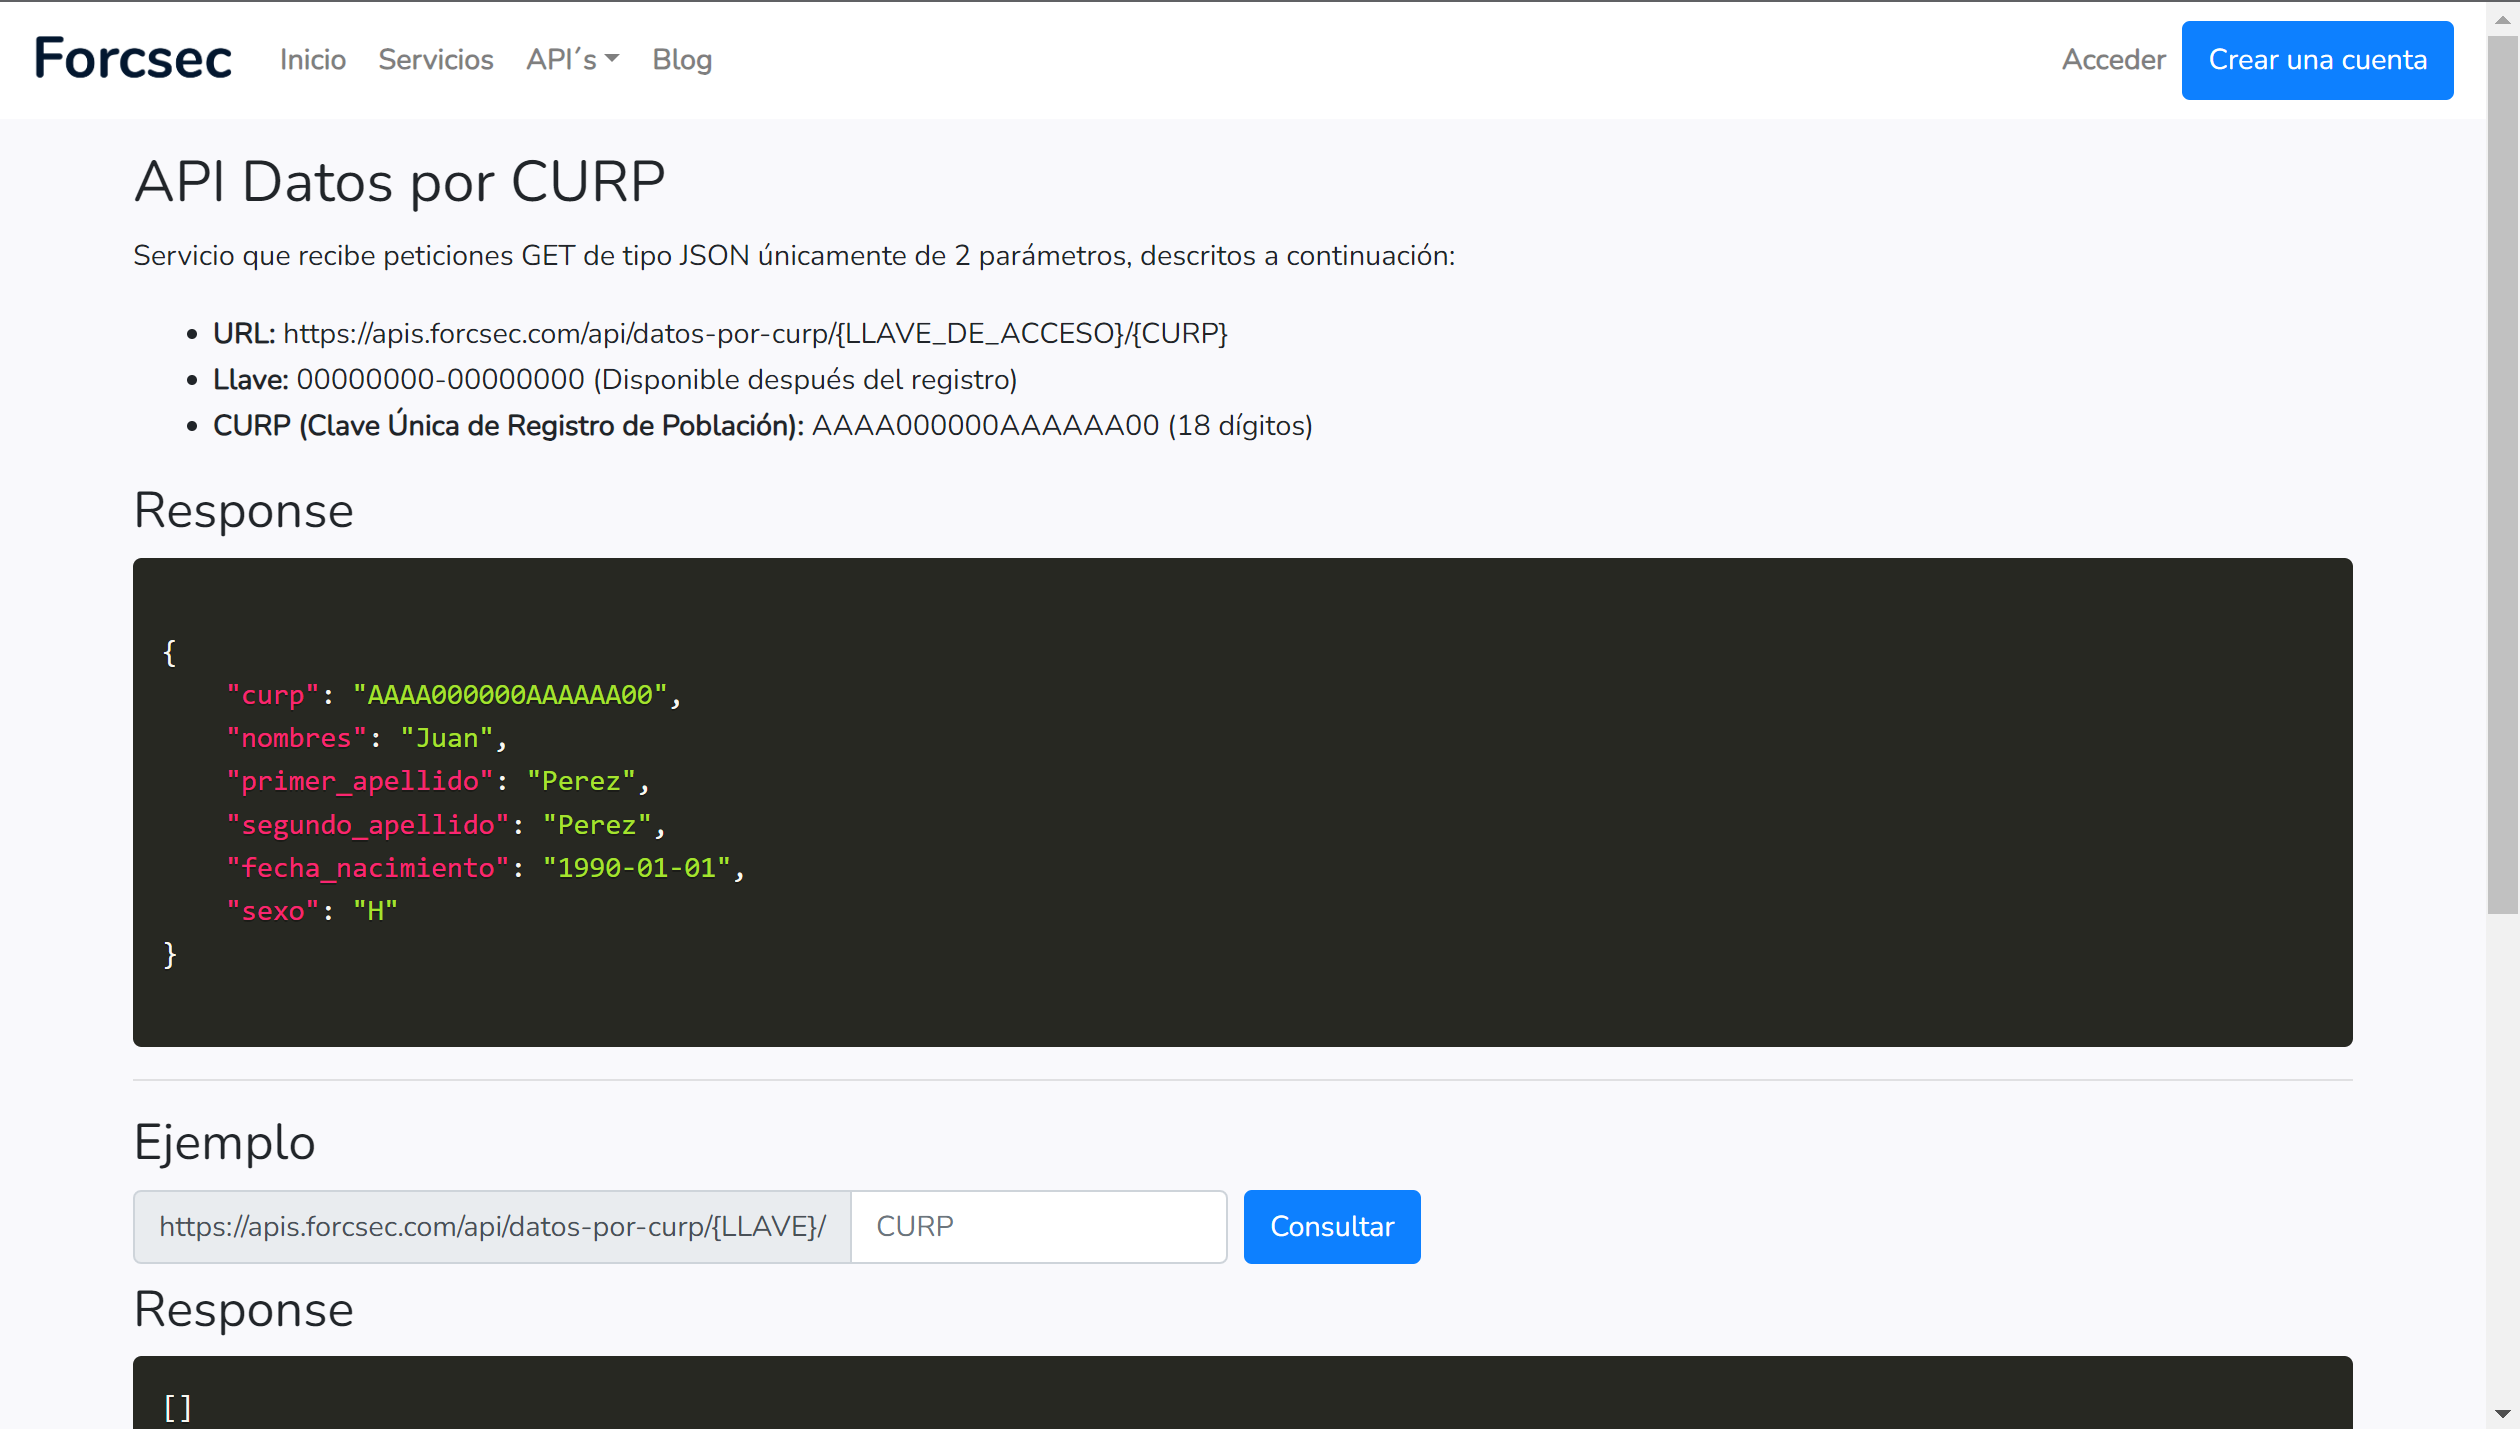 Forcsec Inicio Servicios API´s Blog Acceder Crear una cuenta
API Datos por CURP
Servicio que recibe peticiones GET de tipo JSON únicamente de 2 parámetros, descritos a continuación:
• URL: https://apis.forcsec.com/api/datos-por-curp/{LLAVE_DE_ACCESO}/{CURP}
• Llave: 00000000-00000000 (Disponible después del registro)
• CURP (Clave Única de Registro de Población): AAAA000000AAAAAA00 (18 dígitos)
Response
{
    "curp": "AAAA000000AAAAAA00",
    "nombres": "Juan",
    "primer_apellido": "Perez",
    "segundo_apellido": "Perez",
    "fecha_nacimiento": "1990-01-01",
    "sexo": "H"
}
Ejemplo
https://apis.forcsec.com/api/datos-por-curp/{LLAVE}/ CURP Consultar
Response
[]